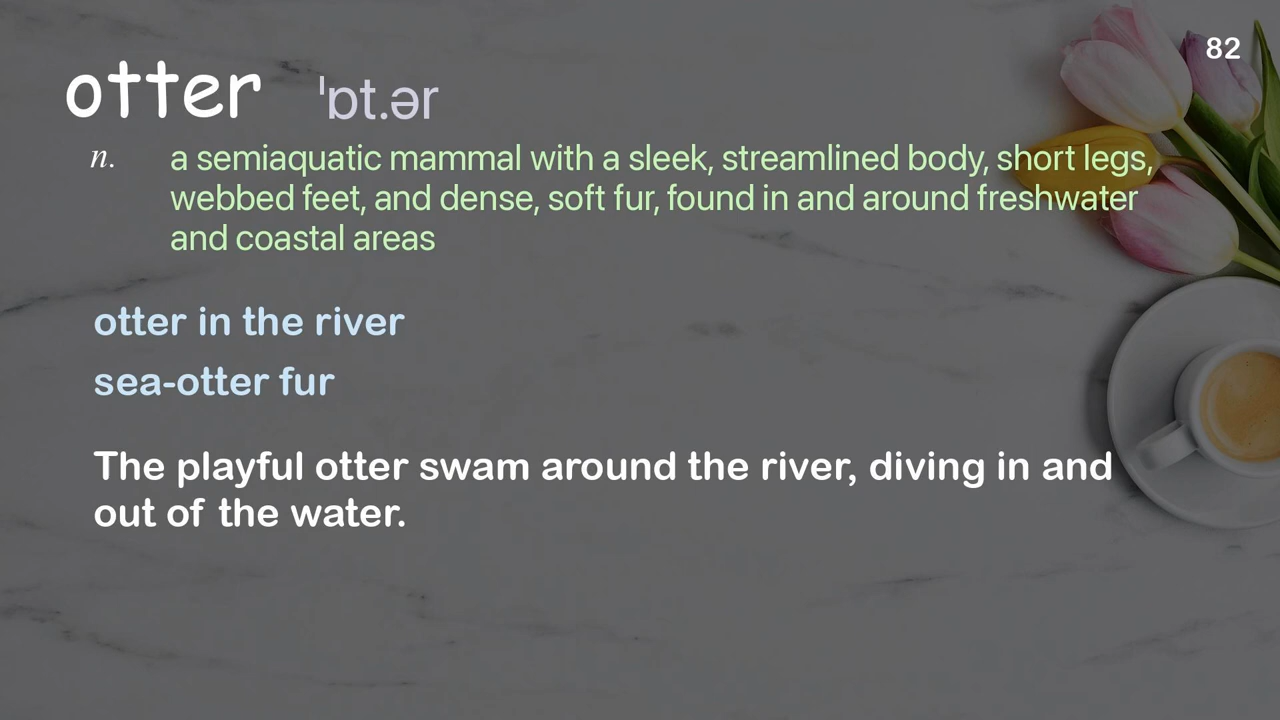 82
otter ˈɒt.ər
n. a semiaquatic mammal with a sleek, streamlined body, short legs,
webbed feet, and dense, soft fur, found in and around freshwater
and coastal areas
otter in the river
sea-otter fur
The playful otter swam around the river, diving in and
out of the water.